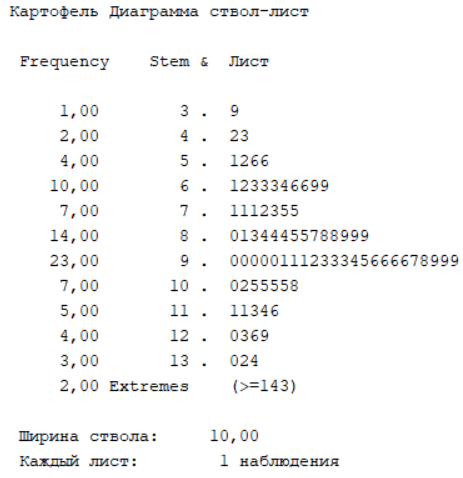 Картофель Диаграмма ствол-лист
Frequency Stem & Лист
1,00 3 . 9
2,00 4 . 23
4,00 5 . 1266
10,00 6 . 1233346699
7,00 7 . 1112355
14,00 8 . 01344455788999
23,00 9 . 00000111233345666678999
7,00 10 . 0255558
5,00 11 . 11346
4,00 12 . 0369
3,00 13 . 024
2,00 Extremes (>=143)
Ширина ствола: 10,00
Каждый лист: 1 наблюдения